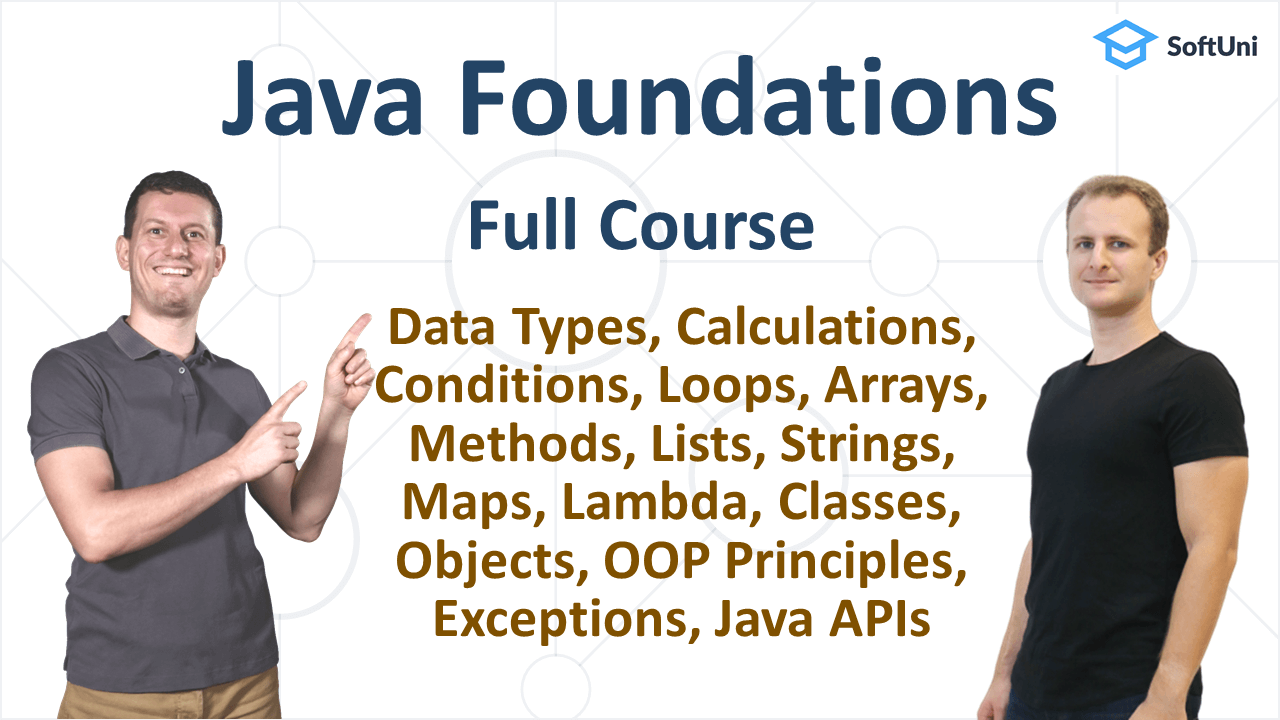 SoftUni
Java Foundations
Full Course
Data Types, Calculations,
Conditions, Loops, Arrays,
Methods, Lists, Strings,
Maps, Lambda, Classes,
Objects, OOP Principles,
Exceptions, Java APIs